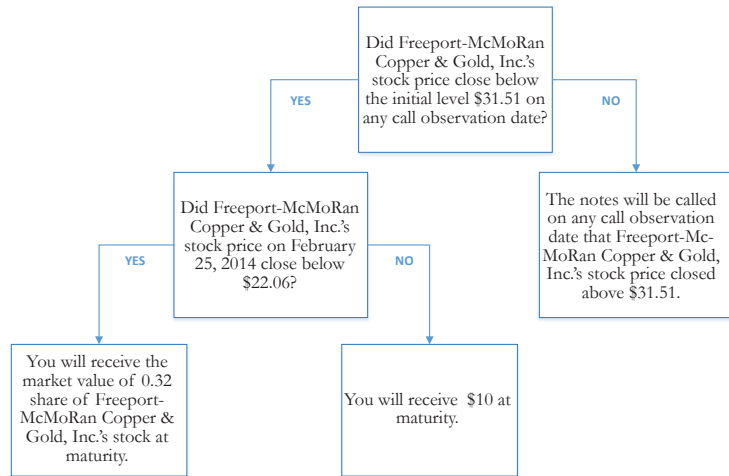 Did Freeport-McMoRan
Copper & Gold, Inc.'s
stock price close below
the initial level $31.51 on
any call observation date?
YES
NO
Did Freeport-McMoRan
Copper & Gold, Inc.'s
stock price on February
25, 2014 close below
$22.06?
The notes will be called
on any call observation
date that Freeport-Mc-
MoRan Copper & Gold,
Inc.'s stock price closed
above $31.51.
YES
NO
You will receive the
market value of 0.32
share of Freeport-
McMoRan Copper &
Gold, Inc.'s stock at
maturity.
You will receive $10 at
maturity.